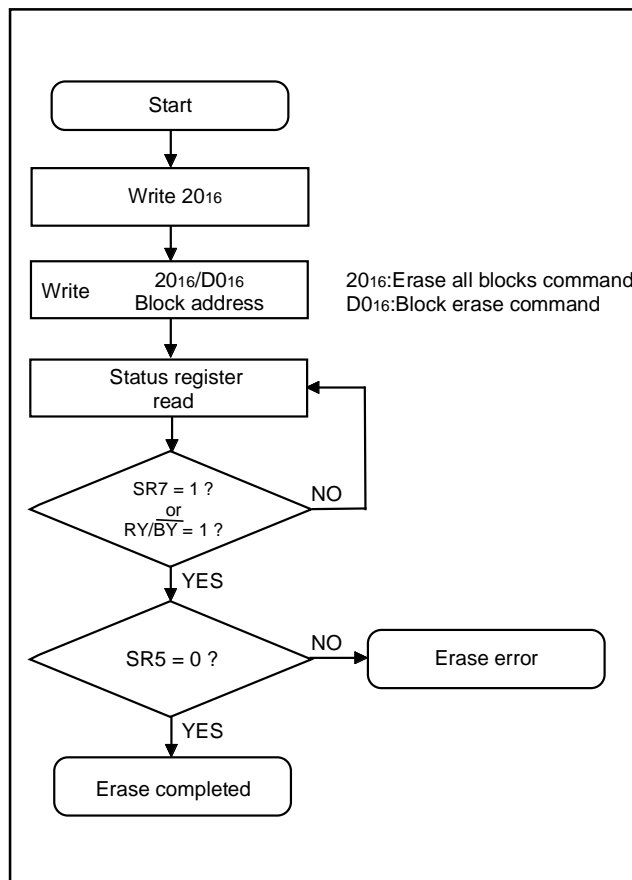 Start
Write 2016
Write 2016/D016
Block address
2016:Erase all blocks command
D016:Block erase command
Status register
read
SR7 = 1 ?
or
RY/BY = 1 ?
NO
YES
SR5 = 0 ?
NO
Erase error
YES
Erase completed